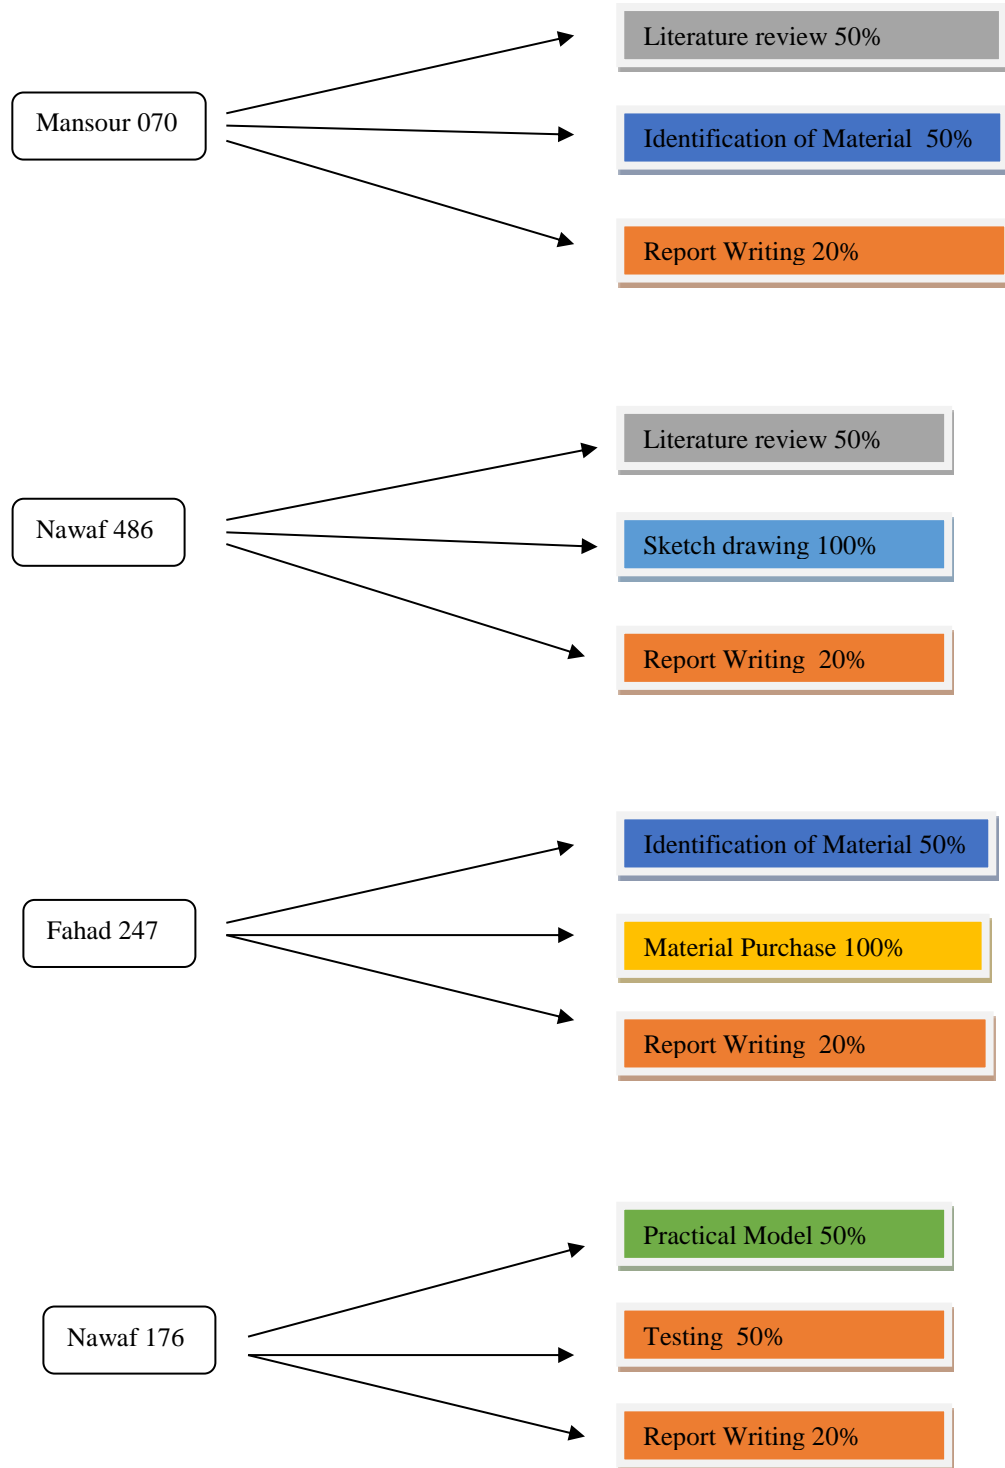 Literature review 50%
Mansour 070
Identification of Material  50%
Report Writing 20%
Literature review 50%
Nawaf 486
Sketch drawing 100%
Report Writing  20%
Identification of Material 50%
Fahad 247
Material Purchase 100%
Report Writing  20%
Practical Model 50%
Nawaf 176
Testing  50%
Report Writing 20%